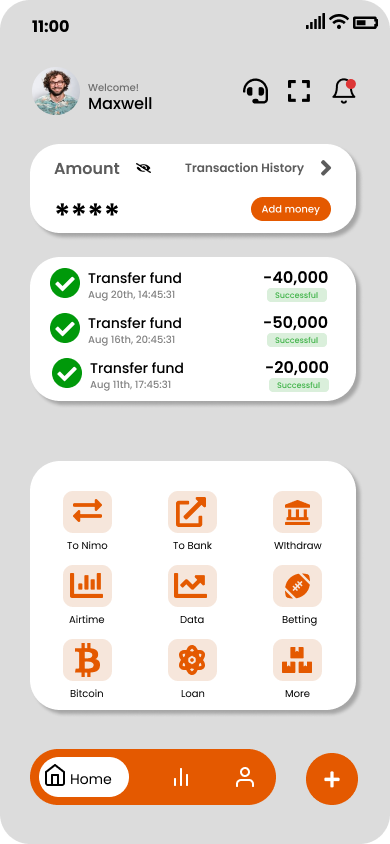 11:00
Welcome!
Maxwell
Amount Transaction History
**** Add money
Transfer fund -40,000
Aug 20th, 14:45:31 Successful
Transfer fund -50,000
Aug 16th, 20:45:31 Successful
Transfer fund -20,000
Aug 11th, 17:45:31 Successful
To Nimo To Bank WIthdraw
Airtime Data Betting
Bitcoin Loan More
Home